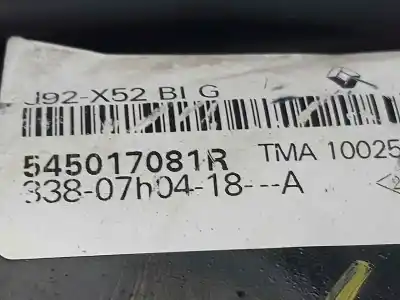 J92-X52 BI G
545017081R TMA 10025
338-07h04-18---A